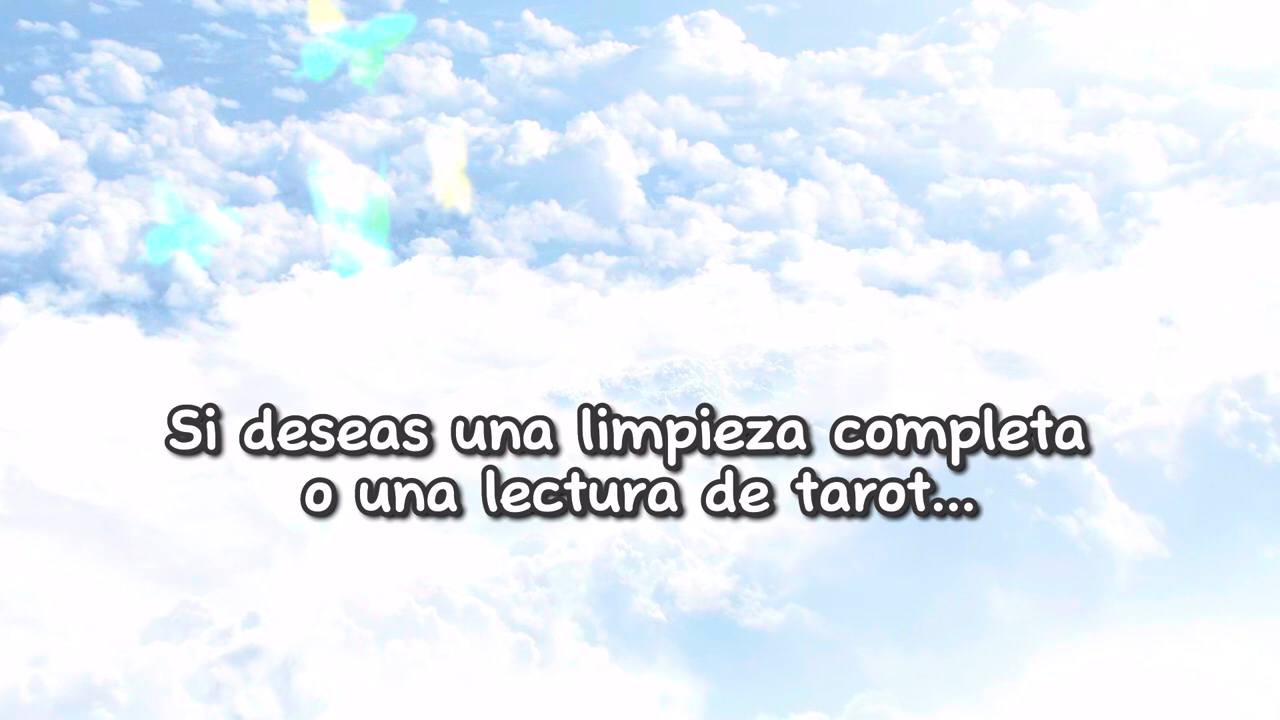 Si deseas una limpieza completa
o una lectura de tarot...